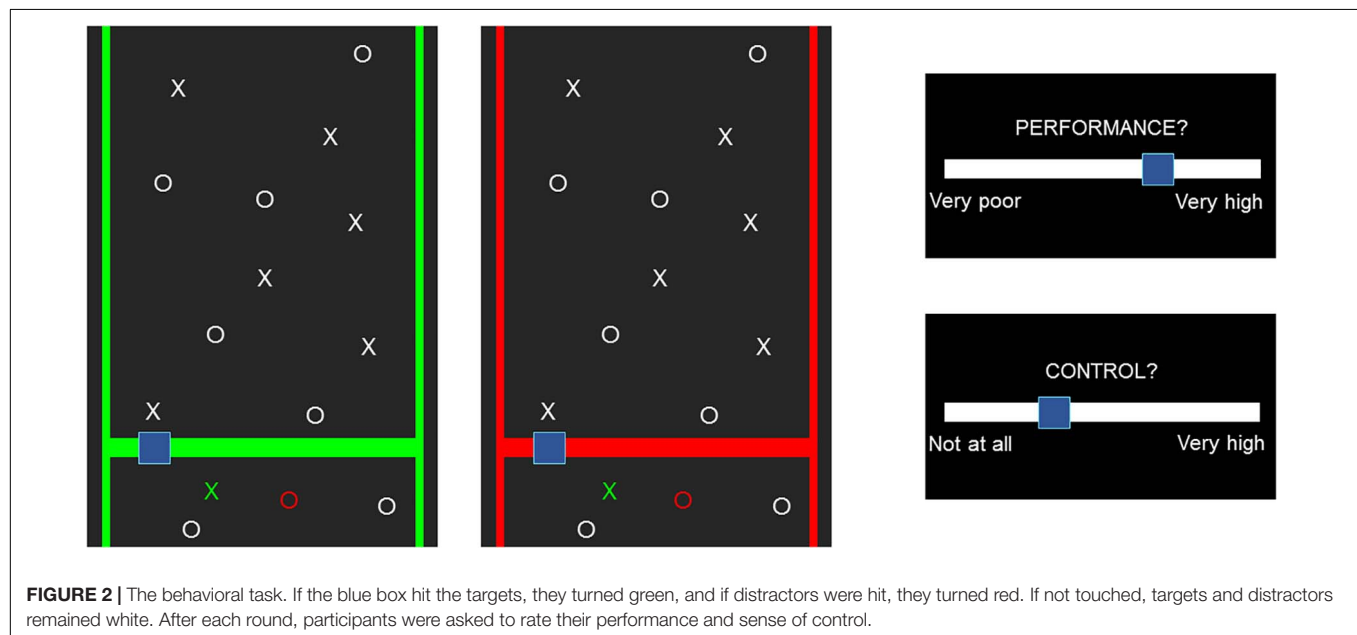 O
X
X
O
O
X
X
O
X
X
O
X
O
O
O
O
X
X
O
O
X
X
O
X
X
O
X
O
O
O
PERFORMANCE?
Very poor Very high
CONTROL?
Not at all Very high
FIGURE 2 | The behavioral task. If the blue box hit the targets, they turned green, and if distractors were hit, they turned red. If not touched, targets and distractors
remained white. After each round, participants were asked to rate their performance and sense of control.